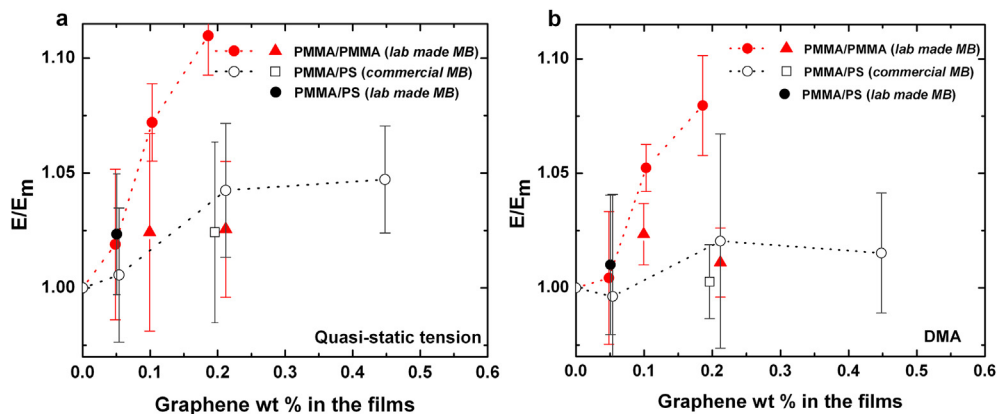 a
1.10
1.05
1.00
E/Em
PMMA/PMMA (lab made MB)
PMMA/PS (commercial MB)
PMMA/PS (lab made MB)
Quasi-static tension
0.0 0.1 0.2 0.3 0.4 0.5 0.6
Graphene wt % in the films
b
1.10
1.05
1.00
E/Em
PMMA/PMMA (lab made MB)
PMMA/PS (commercial MB)
PMMA/PS (lab made MB)
DMA
0.0 0.1 0.2 0.3 0.4 0.5 0.6
Graphene wt % in the films